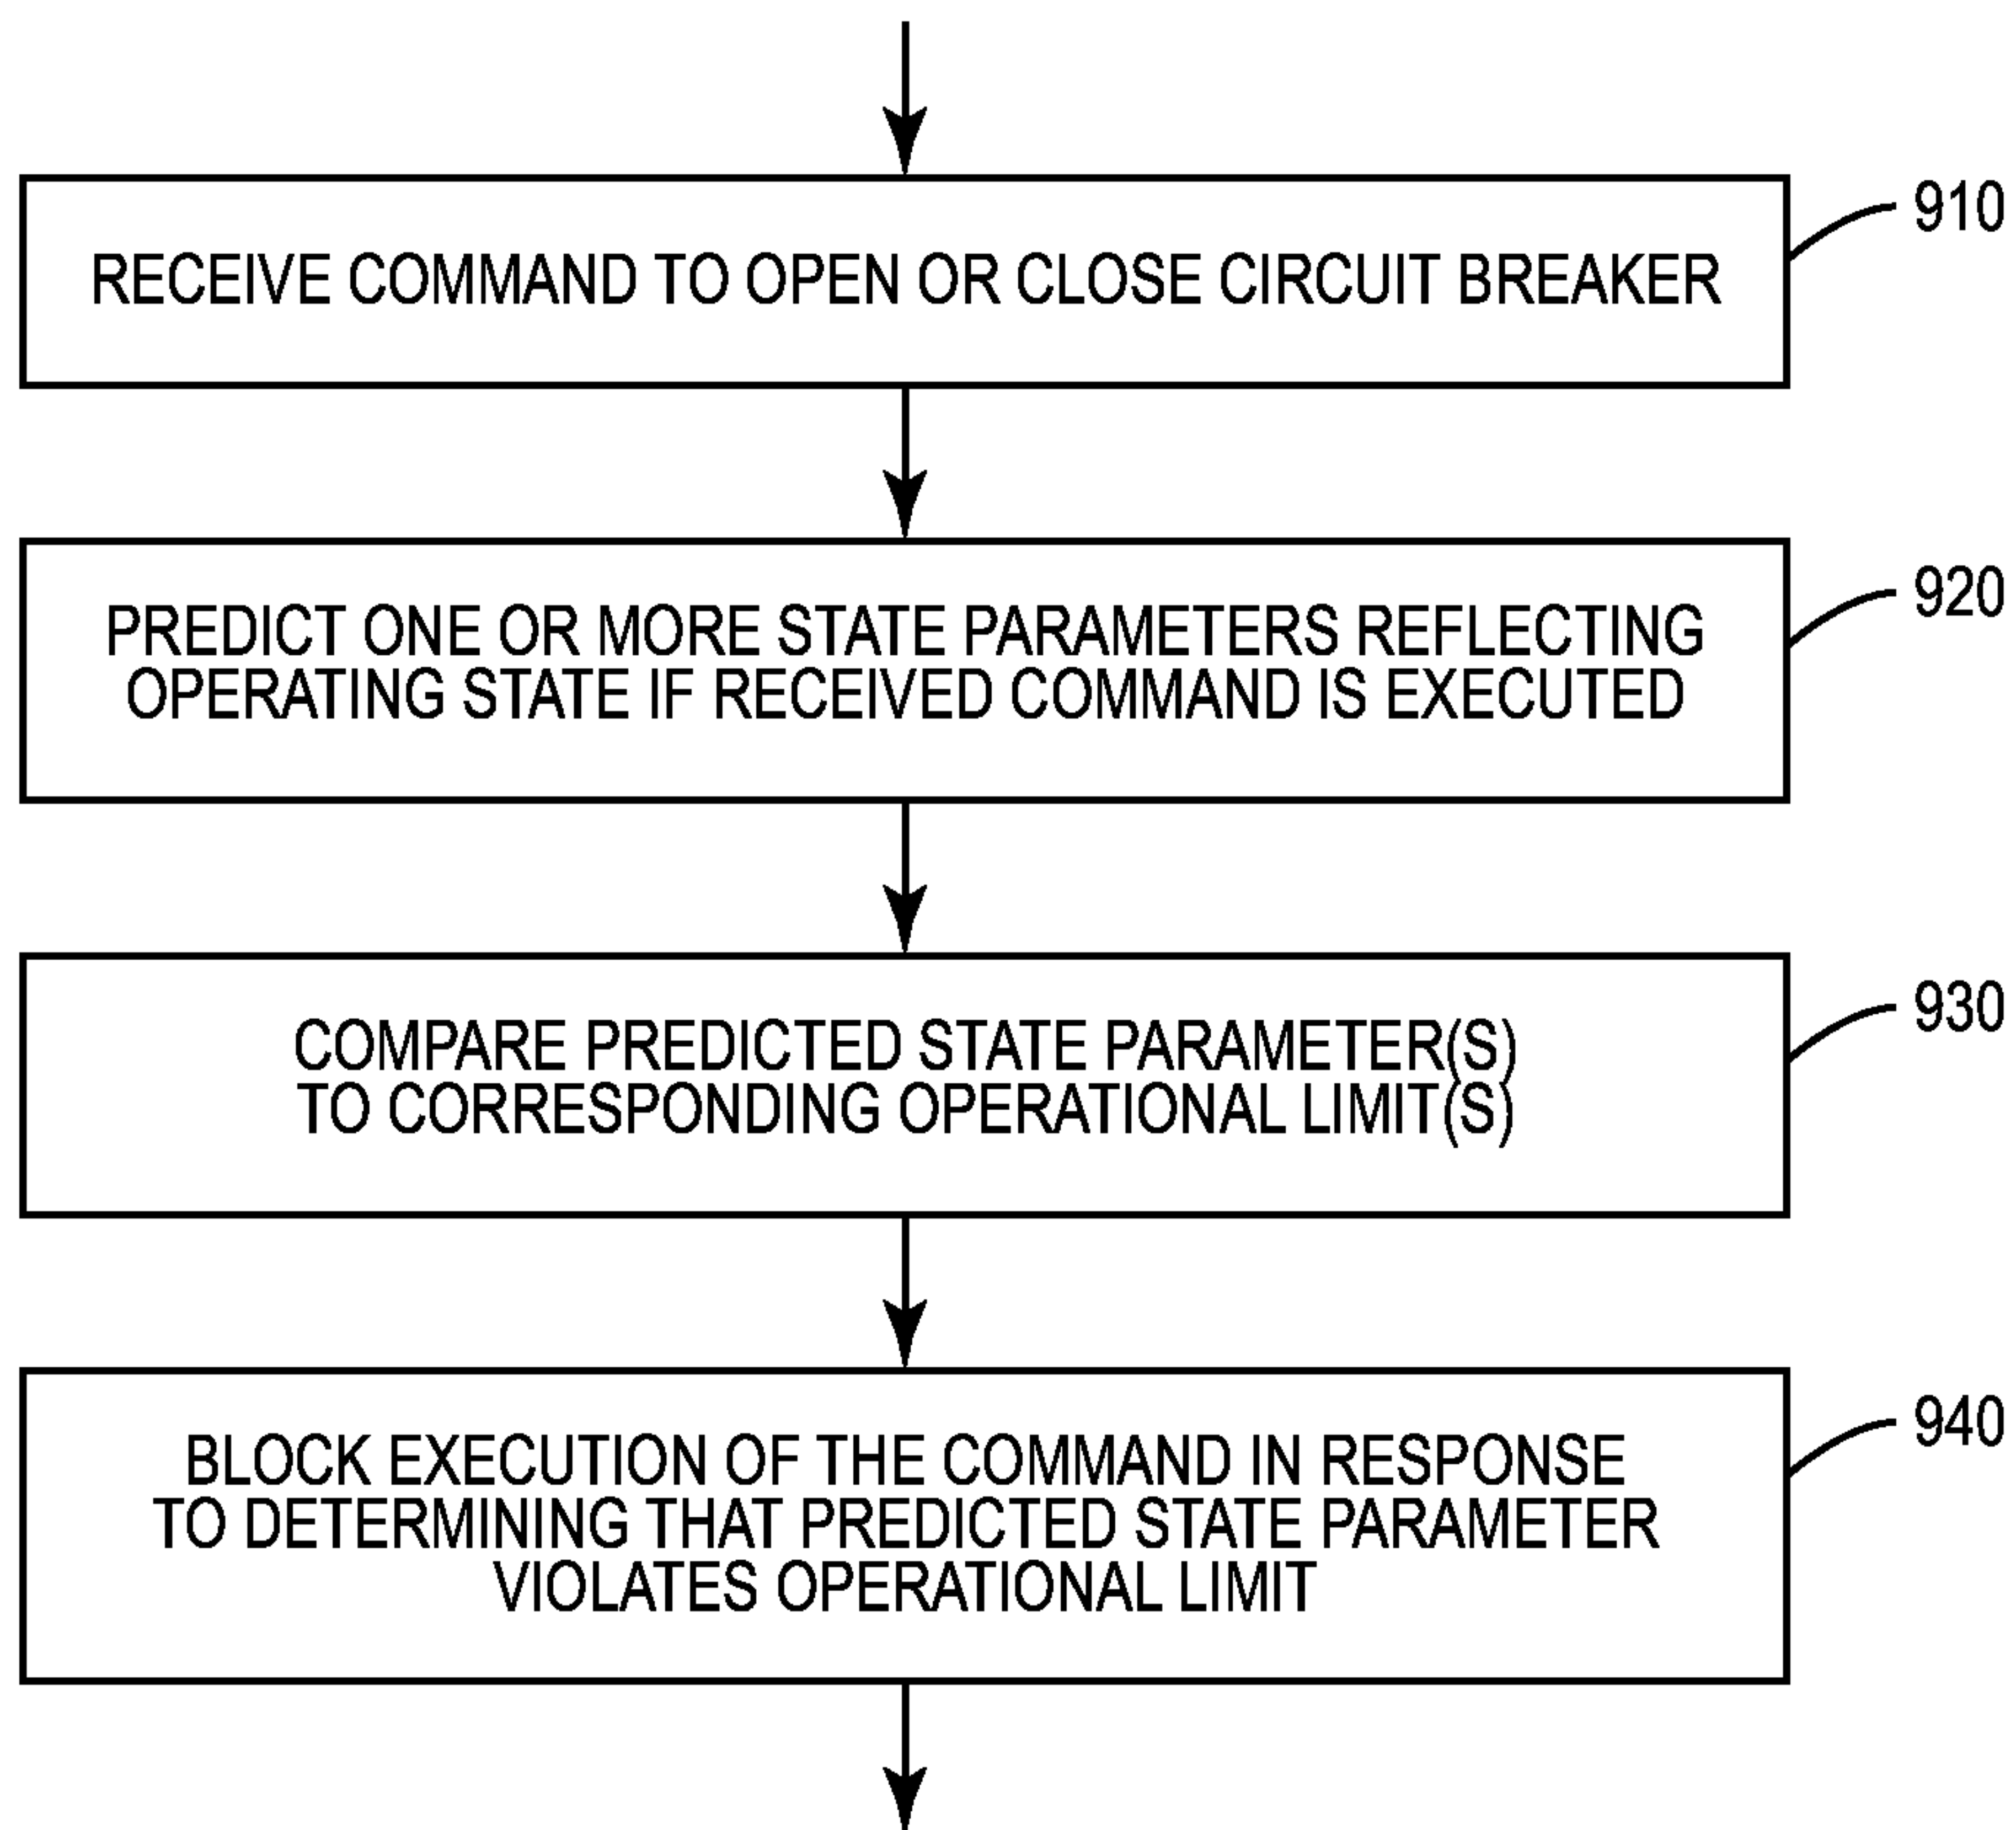 RECEIVE COMMAND TO OPEN OR CLOSE CIRCUIT BREAKER
910
PREDICT ONE OR MORE STATE PARAMETERS REFLECTING
OPERATING STATE IF RECEIVED COMMAND IS EXECUTED
920
COMPARE PREDICTED STATE PARAMETER(S)
TO CORRESPONDING OPERATIONAL LIMIT(S)
930
BLOCK EXECUTION OF THE COMMAND IN RESPONSE
TO DETERMINING THAT PREDICTED STATE PARAMETER
VIOLATES OPERATIONAL LIMIT
940